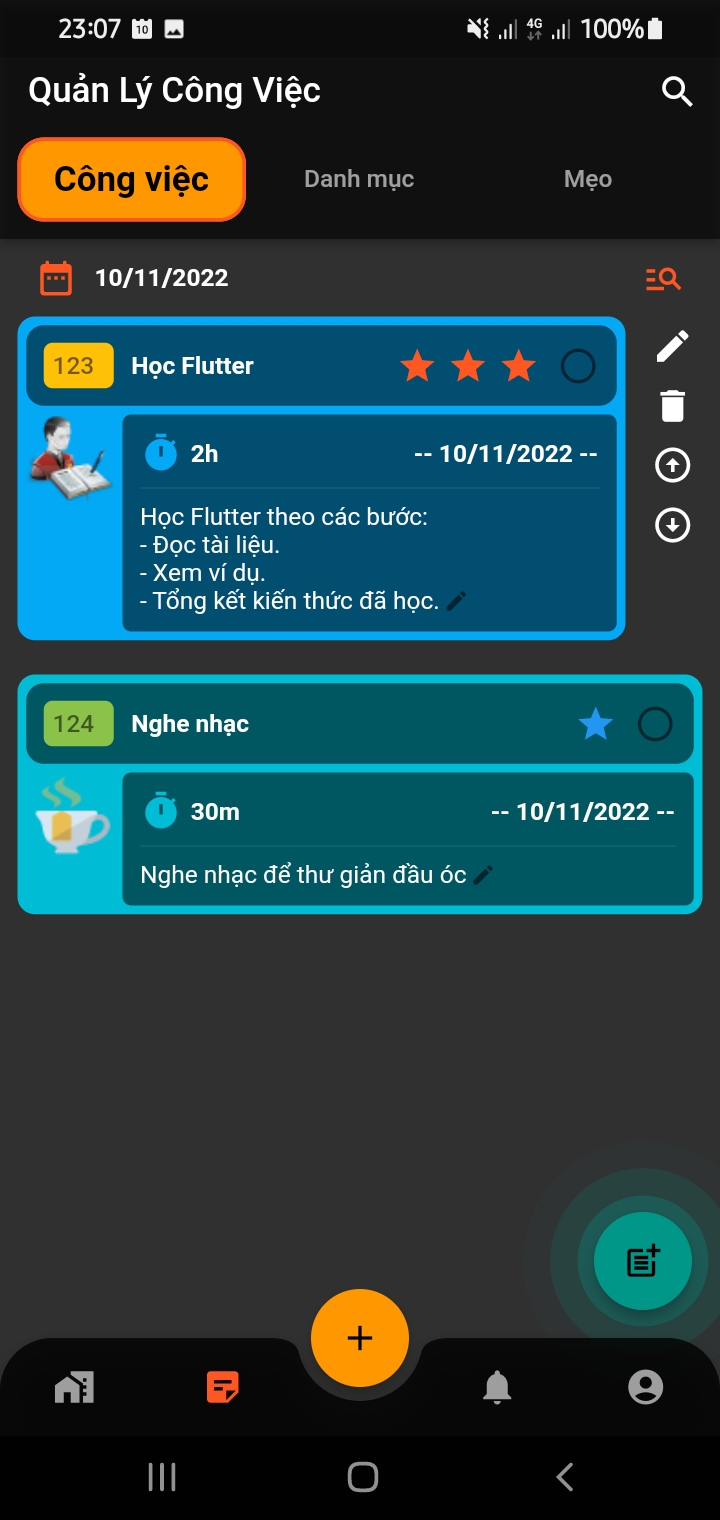 23:07
10
4G
100%
Quản Lý Công Việc
Công việc
Danh mục
Mẹo
10/11/2022
123
Học Flutter
2h
-- 10/11/2022 --
Học Flutter theo các bước:
- Đọc tài liệu.
- Xem ví dụ.
- Tổng kết kiến thức đã học.
124
Nghe nhạc
30m
-- 10/11/2022 --
Nghe nhạc để thư giản đầu óc